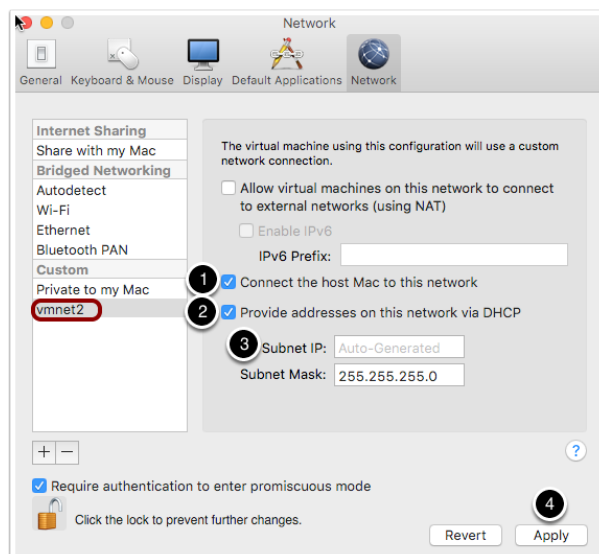 Network
General Keyboard & Mouse Display Default Applications Network
Internet Sharing
Share with my Mac
Bridged Networking
Autodetect
Wi-Fi
Ethernet
Bluetooth PAN
Custom
Private to my Mac
vmnet2
The virtual machine using this configuration will use a custom
network connection.
Allow virtual machines on this network to connect
to external networks (using NAT)
Enable IPv6
IPv6 Prefix:
1 Connect the host Mac to this network
2 Provide addresses on this network via DHCP
3 Subnet IP: Auto-Generated
Subnet Mask: 255.255.255.0
+ − ?
Require authentication to enter promiscuous mode
Click the lock to prevent further changes.
4
Revert Apply